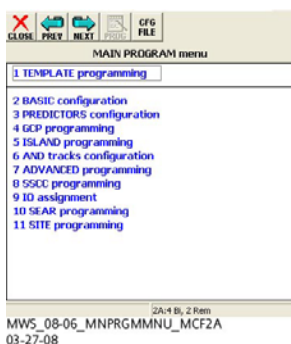 CLOSE PREV NEXT PROG CFG FILE
MAIN PROGRAM menu
1 TEMPLATE programming
2 BASIC configuration
3 PREDICTORS configuration
4 GCP programming
5 ISLAND programming
6 AND tracks configuration
7 ADVANCED programming
8 SSCC programming
9 IO assignment
10 SEAR programming
11 SITE programming
2A:4 Bi, 2 Rem
MWS_08-06_MNPRGMMNU_MCF2A
03-27-08